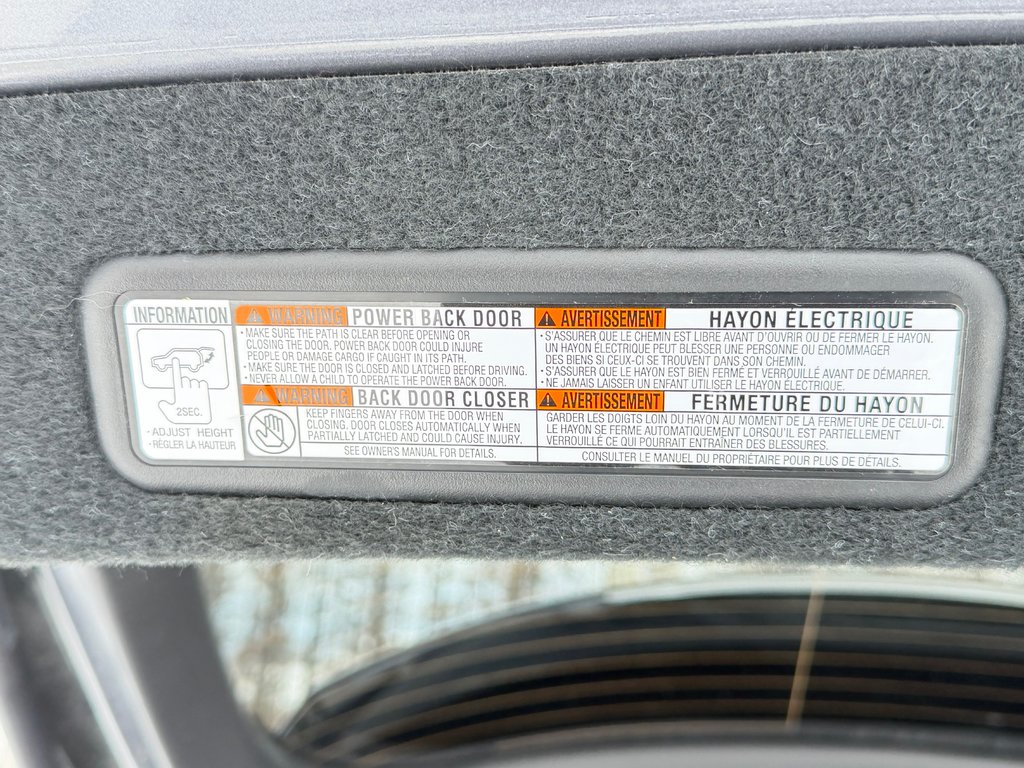 INFORMATION
2SEC.
• ADJUST HEIGHT
• RÉGLER LA HAUTEUR
WARNING POWER BACK DOOR
• MAKE SURE THE PATH IS CLEAR BEFORE OPENING OR
CLOSING THE DOOR. POWER BACK DOOR COULD INJURE
PEOPLE OR DAMAGE CARGO IF CAUGHT IN ITS PATH.
• MAKE SURE THE DOOR IS CLOSED AND LATCHED BEFORE DRIVING.
• NEVER ALLOW A CHILD TO OPERATE THE POWER BACK DOOR.
WARNING BACK DOOR CLOSER
KEEP FINGERS AWAY FROM THE DOOR WHEN
CLOSING. DOOR CLOSES AUTOMATICALLY WHEN
PARTIALLY LATCHED AND COULD CAUSE INJURY.
SEE OWNER'S MANUAL FOR DETAILS.
AVERTISSEMENT HAYON ÉLECTRIQUE
• S'ASSURER QUE LE CHEMIN EST LIBRE AVANT D'OUVRIR OU DE FERMER LE HAYON.
UN HAYON ÉLECTRIQUE PEUT BLESSER UNE PERSONNE OU ENDOMMAGER
DES BIENS SI CEUX-CI SE TROUVENT DANS SON CHEMIN.
• S'ASSURER QUE LE HAYON EST BIEN FERMÉ ET VERROUILLÉ AVANT DE DÉMARRER.
• NE JAMAIS LAISSER UN ENFANT UTILISER LE HAYON ÉLECTRIQUE.
AVERTISSEMENT FERMETURE DU HAYON
GARDER LES DOIGTS LOIN DU HAYON AU MOMENT DE LA FERMETURE DE CELUI-CI.
LE HAYON SE FERME AUTOMATIQUEMENT LORSQU'IL EST PARTIELLEMENT
VERROUILLÉ CE QUI POURRAIT ENTRAÎNER DES BLESSURES.
CONSULTER LE MANUEL DU PROPRIÉTAIRE POUR PLUS DE DÉTAILS.